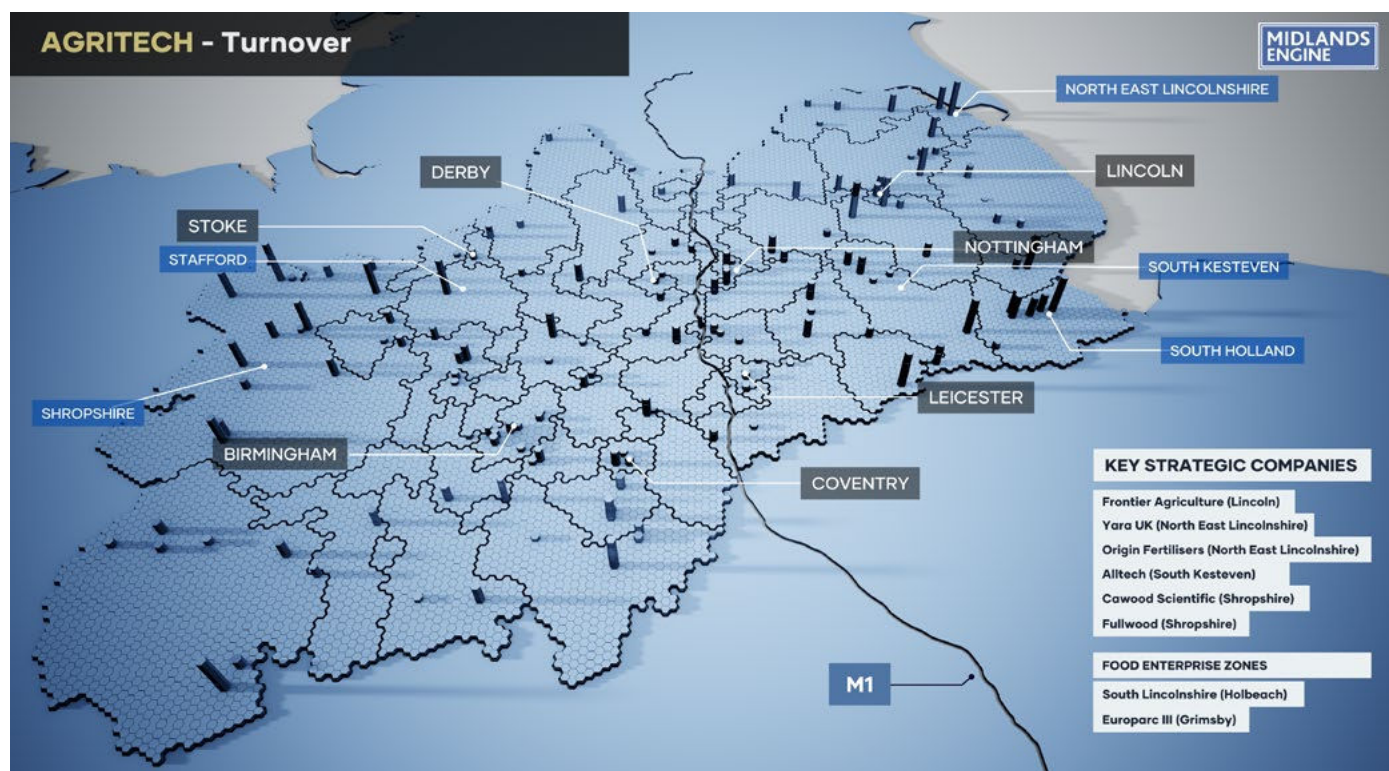 AGRITECH - Turnover
MIDLANDS
ENGINE
NORTH EAST LINCOLNSHIRE
DERBY
LINCOLN
STOKE
NOTTINGHAM
STAFFORD
SOUTH KESTEVEN
SOUTH HOLLAND
SHROPSHIRE
LEICESTER
BIRMINGHAM
COVENTRY
M1
KEY STRATEGIC COMPANIES
Frontier Agriculture (Lincoln)
Yara UK (North East Lincolnshire)
Origin Fertilisers (North East Lincolnshire)
Alltech (South Kesteven)
Cawood Scientific (Shropshire)
Fullwood (Shropshire)
FOOD ENTERPRISE ZONES
South Lincolnshire (Holbeach)
Europarc III (Grimsby)